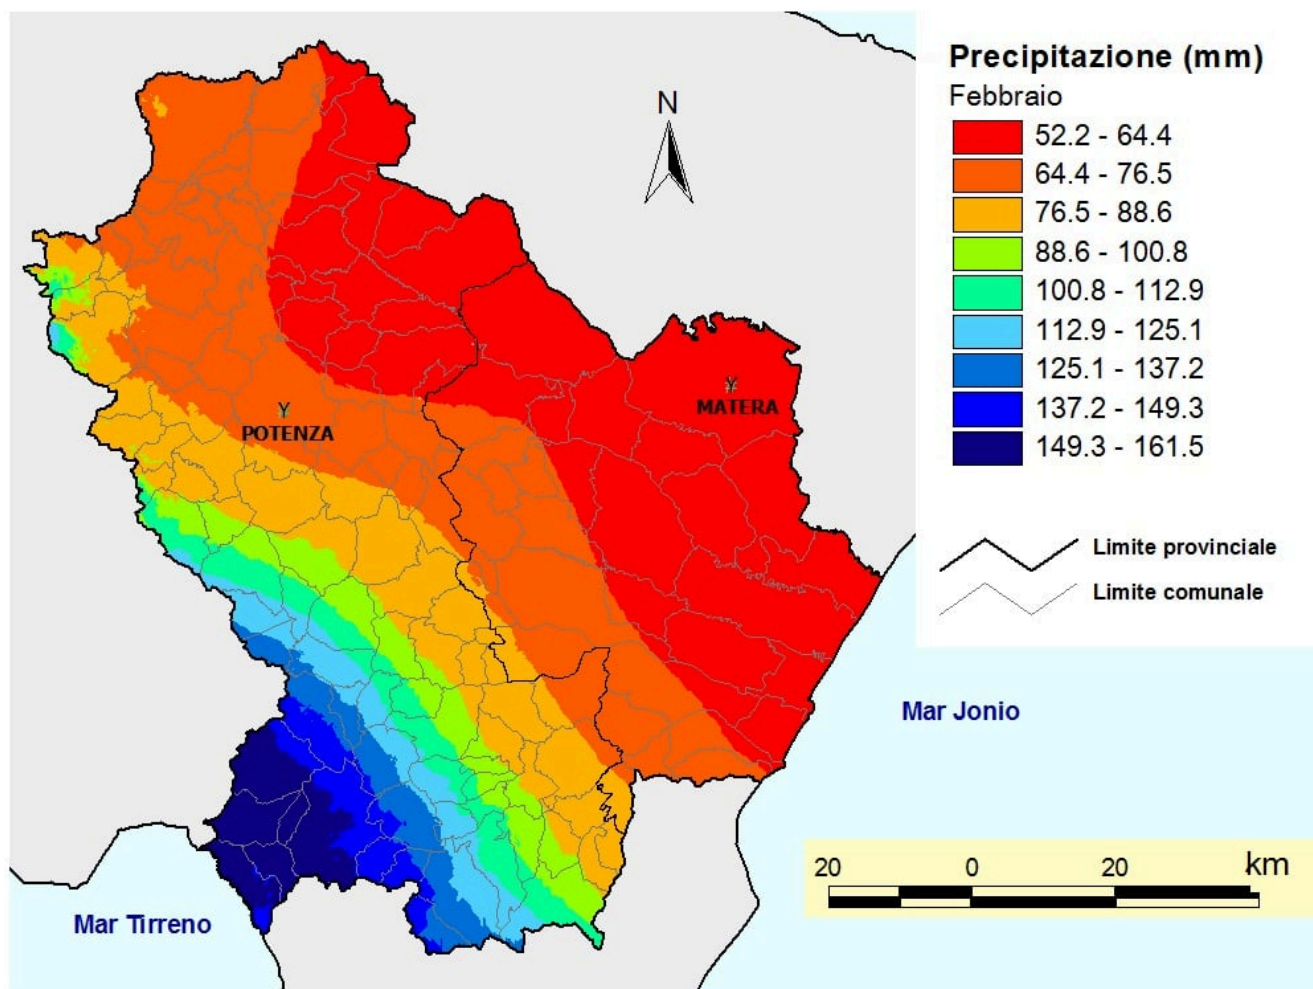 Precipitazione (mm)
Febbraio
52.2 - 64.4
64.4 - 76.5
76.5 - 88.6
88.6 - 100.8
100.8 - 112.9
112.9 - 125.1
125.1 - 137.2
137.2 - 149.3
149.3 - 161.5
Limite provinciale
Limite comunale
N
MATERA
POTENZA
Mar Jonio
Mar Tirreno
20 0 20 km